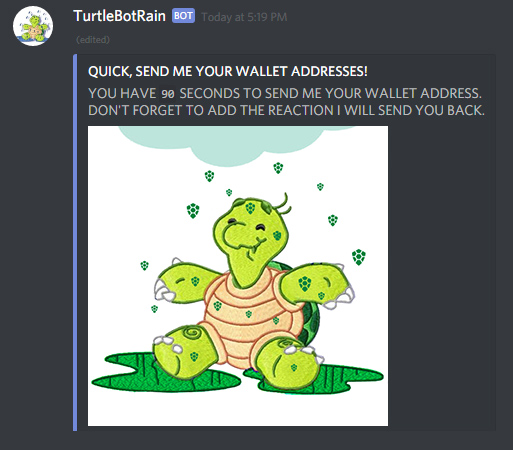 TurtleBotRain BOT Today at 5:19 PM
(edited)
QUICK, SEND ME YOUR WALLET ADDRESSES!
YOU HAVE 90 SECONDS TO SEND ME YOUR WALLET ADDRESS.
DON'T FORGET TO ADD THE REACTION I WILL SEND YOU BACK.